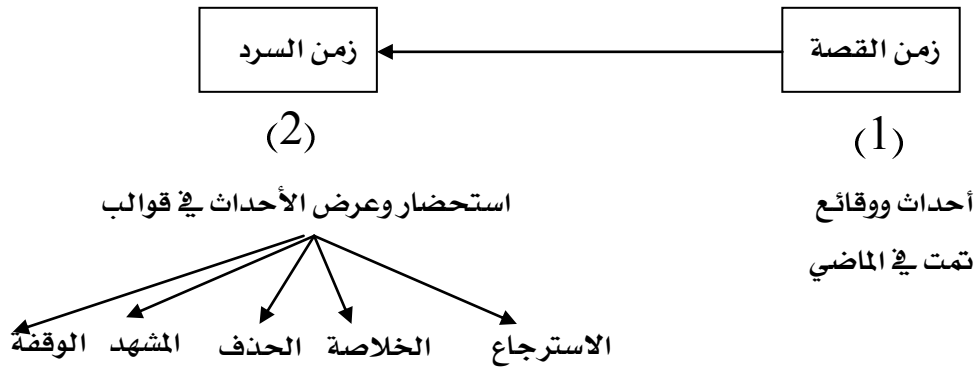 زمن القصة زمن السرد
(1) (2)
أحداث ووقائع استحضار وعرض الأحداث في قوالب
تمت في الماضي
الاسترجاع الخلاصة الحذف المشهد الوقفة